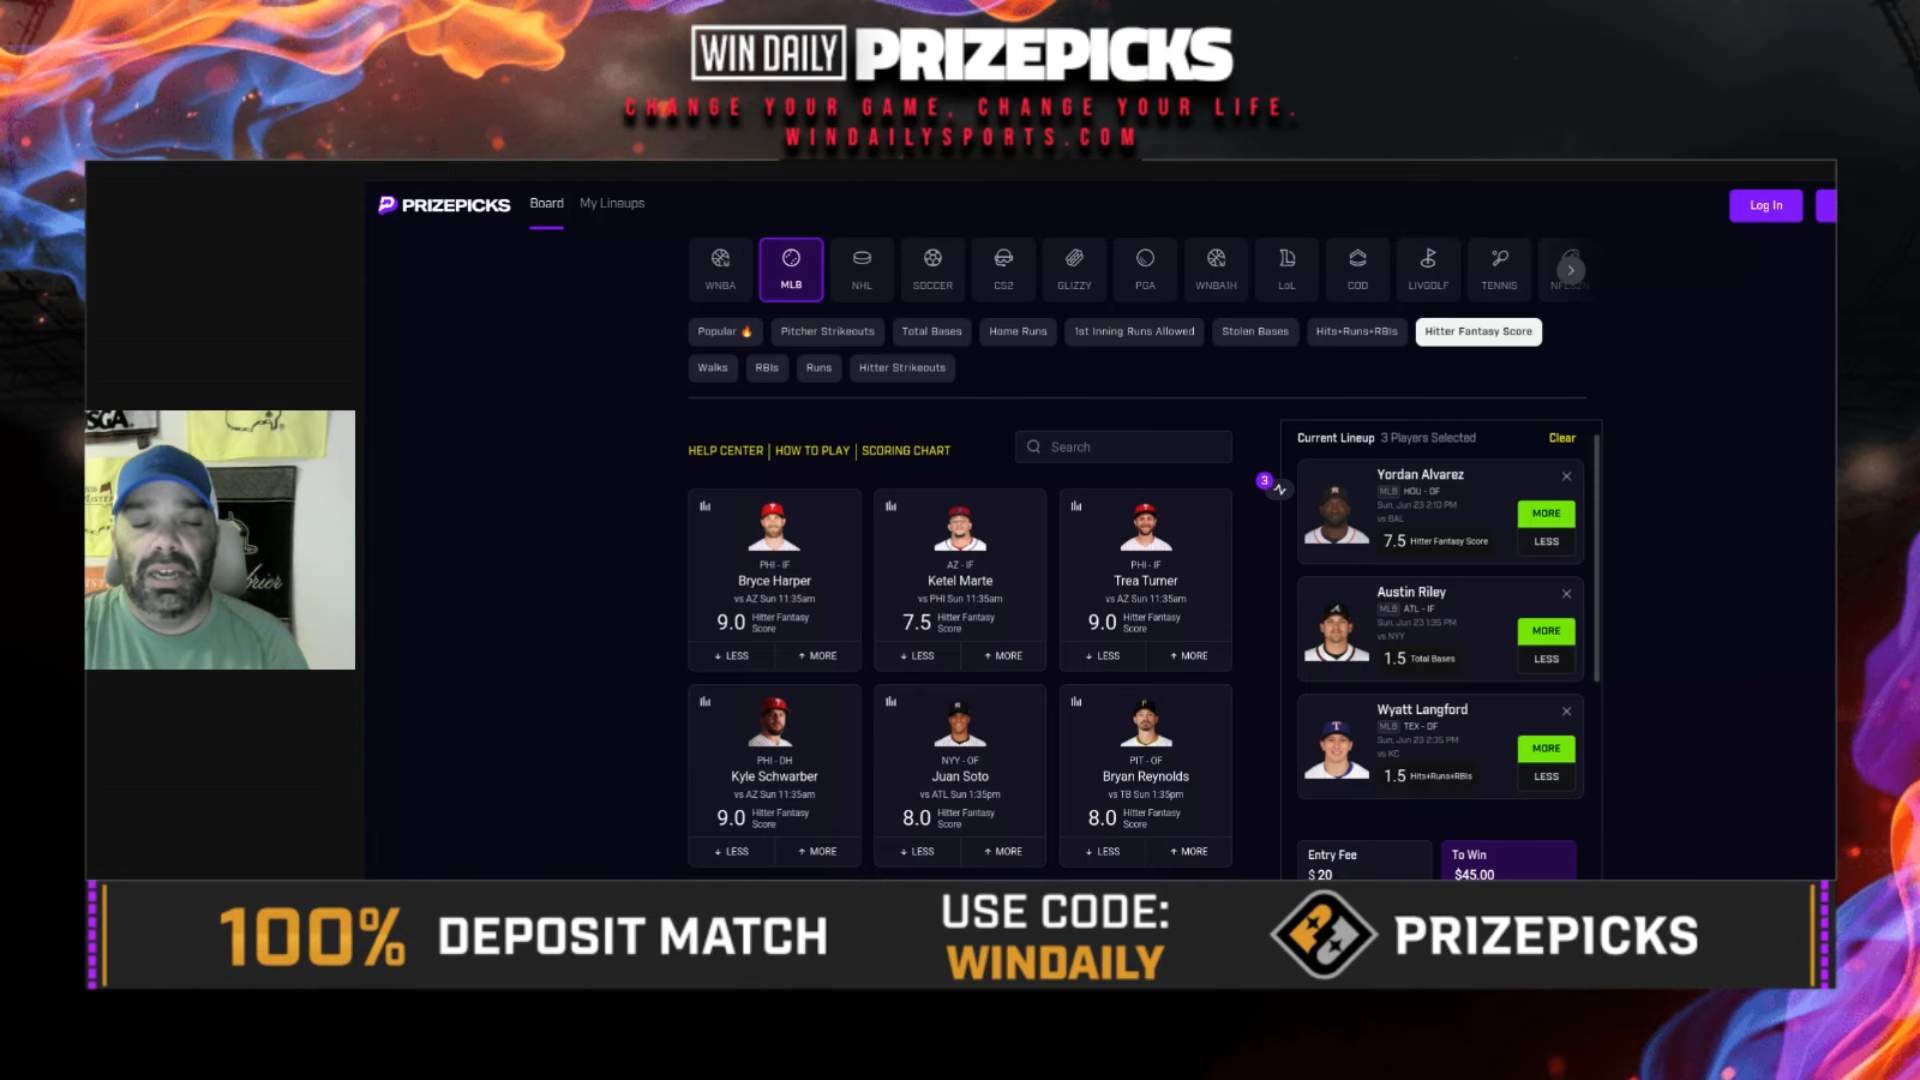 WIN DAILY PRIZEPICKS
CHANGE YOUR GAME, CHANGE YOUR LIFE.
WINDAILYSPORTS.COM
PRIZEPICKS Board My Lineups Log In
WNBA MLB NHL SOCCER CS2 GLIZZY PGA WNBA1H LoL COD LIVGOLF TENNIS
Popular Pitcher Strikeouts Total Bases Home Runs 1st Inning Runs Allowed Stolen Bases Hits+Runs+RBIs Hitter Fantasy Score
Walks RBIs Runs Hitter Strikeouts
HELP CENTER | HOW TO PLAY | SCORING CHART
Search
PHI - IF
Bryce Harper
vs AZ Sun 11:35am
9.0 Hitter Fantasy
Score
LESS MORE
AZ - IF
Ketel Marte
vs PHI Sun 11:35am
7.5 Hitter Fantasy
Score
LESS MORE
PHI - IF
Trea Turner
vs AZ Sun 11:35am
9.0 Hitter Fantasy
Score
LESS MORE
PHI - DH
Kyle Schwarber
vs AZ Sun 11:35am
9.0 Hitter Fantasy
Score
LESS MORE
NYY - OF
Juan Soto
vs ATL Sun 1:35pm
8.0 Hitter Fantasy
Score
LESS MORE
PIT - OF
Bryan Reynolds
vs TB Sun 1:35pm
8.0 Hitter Fantasy
Score
LESS MORE
3
Current Lineup 3 Players Selected Clear
Yordan Alvarez
MLB HOU - OF
Sun, Jun 23 2:10 PM
vs BAL
7.5 Hitter Fantasy Score
MORE
LESS
Austin Riley
MLB ATL - IF
Sun, Jun 23 1:35 PM
vs NYY
1.5 Total Bases
MORE
LESS
Wyatt Langford
MLB TEX - OF
Sun, Jun 23 2:35 PM
vs KC
1.5 Hits+Runs+RBIs
MORE
LESS
Entry Fee
$ 20
To Win
$45.00
100% DEPOSIT MATCH
USE CODE:
WINDAILY
PRIZEPICKS